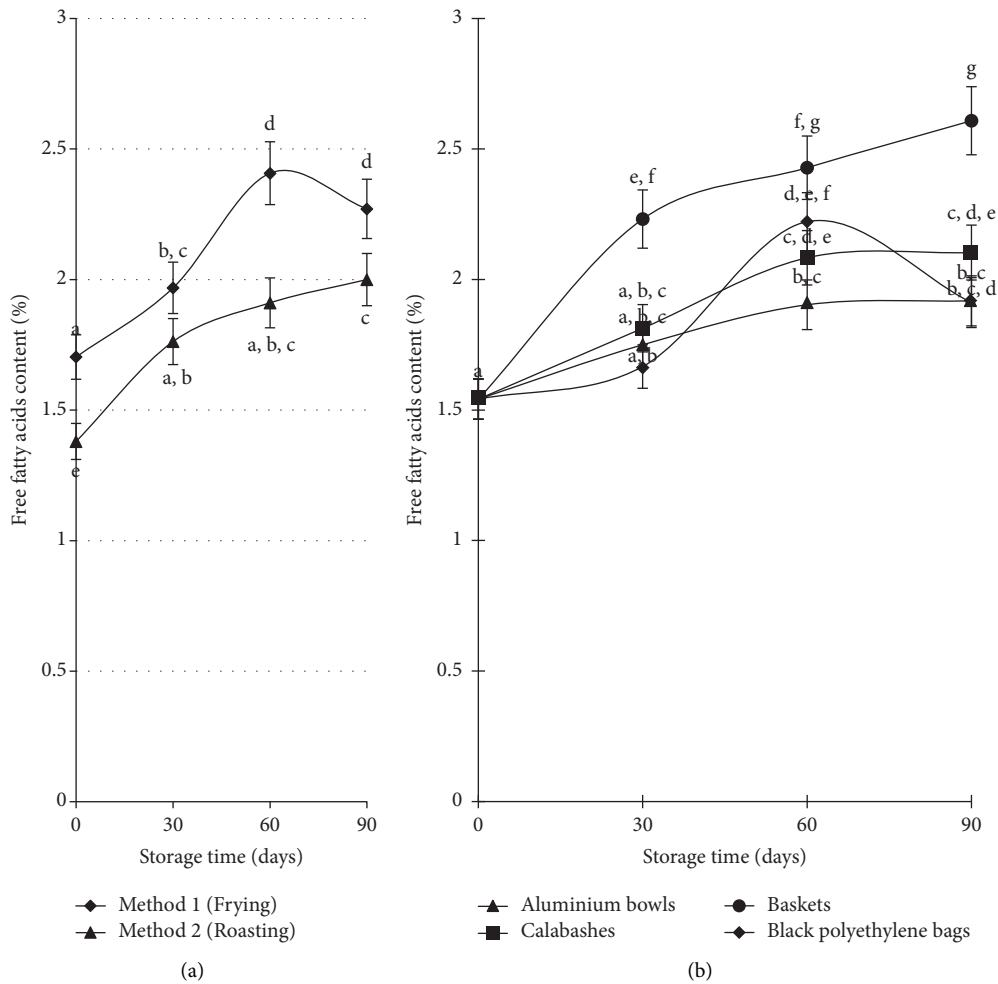 3
2.5
2
1.5
1
0.5
0
Free fatty acids content (%)
a
b, c
d
d
e
a, b
a, b, c
c
0
30
60
90
Storage time (days)
Method 1 (Frying)
Method 2 (Roasting)
(a)
3
2.5
2
1.5
1
0.5
0
Free fatty acids content (%)
a
e, f
f, g
g
a, b, c
a, b, c
a, b
d, e, f
c, d, e
b, c
c, d, e
b, c
b, c, d
0
30
60
90
Storage time (days)
Aluminium bowls
Calabashes
Baskets
Black polyethylene bags
(b)